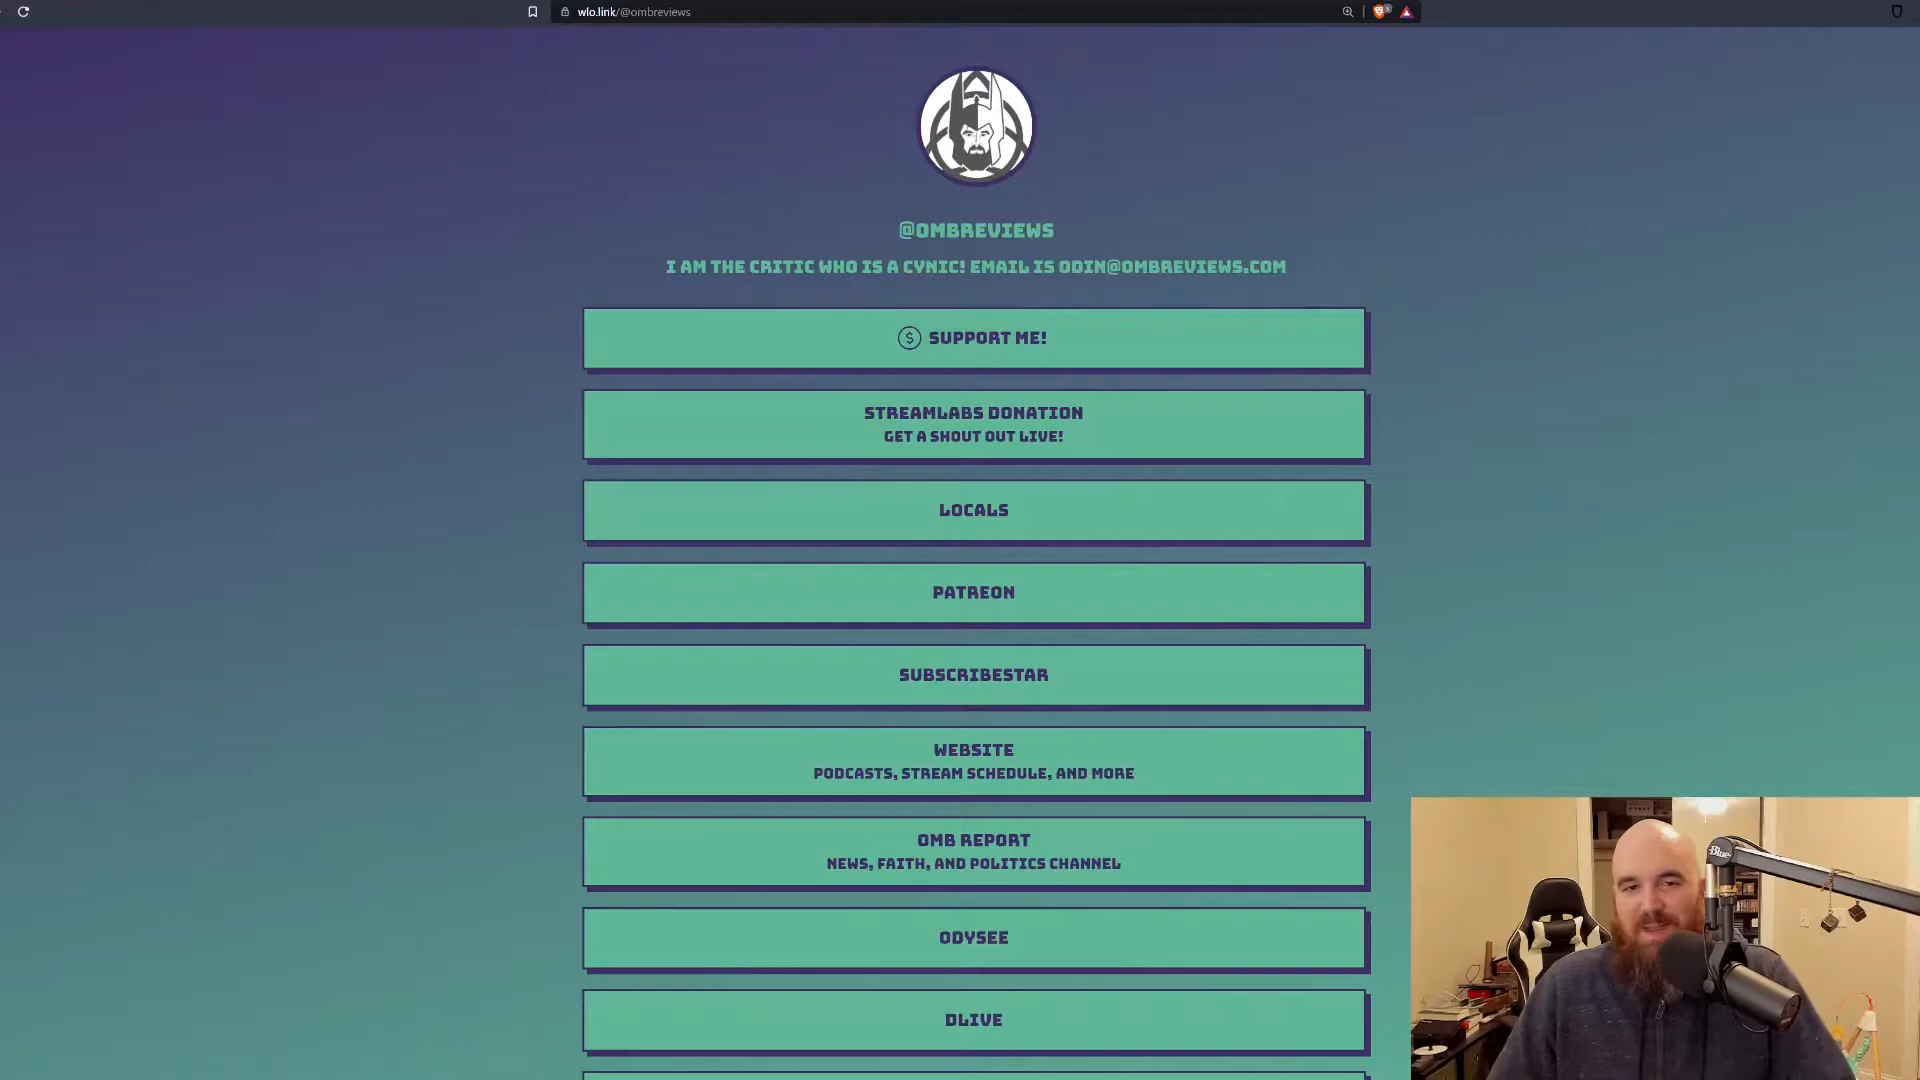 wlo.link/@ombreviews
@OMBREVIEWS
I AM THE CRITIC WHO IS A CYNIC! EMAIL IS ODIN@OMBREVIEWS.COM
$ SUPPORT ME!
STREAMLABS DONATION
GET A SHOUT OUT LIVE!
LOCALS
PATREON
SUBSCRIBESTAR
WEBSITE
PODCASTS, STREAM SCHEDULE, AND MORE
OMB REPORT
NEWS, FAITH, AND POLITICS CHANNEL
Blue
ODYSEE
DLIVE